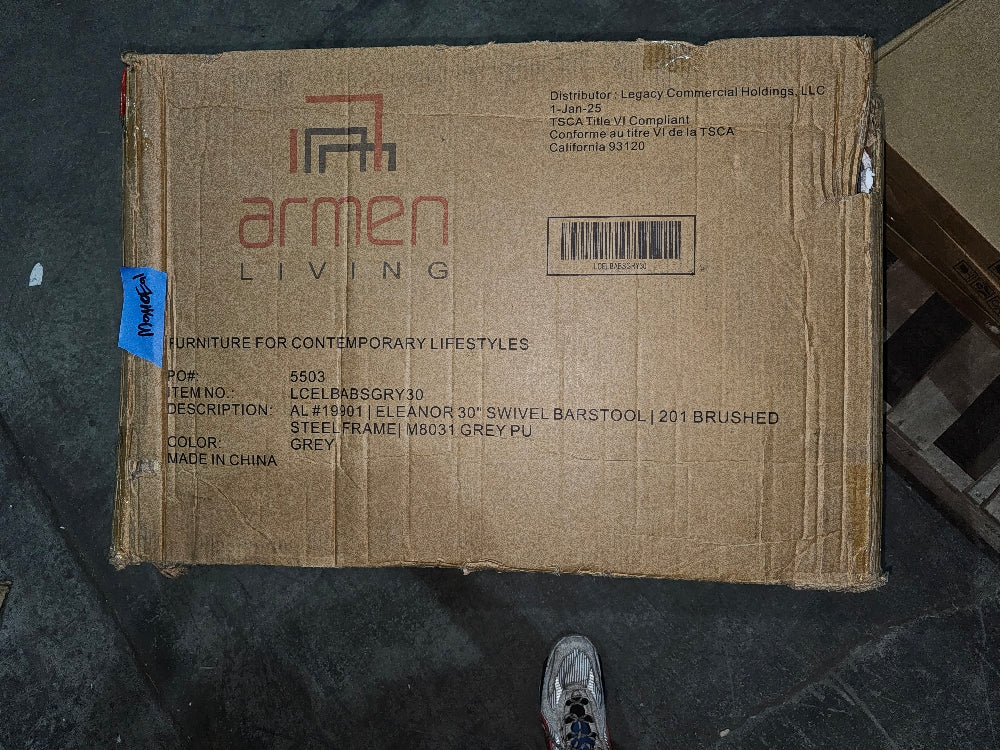 armen
LIVING
Distributor : Legacy Commercial Holdings, LLC
1-Jan-25
TSCA Title VI Compliant
Conforme au titre VI de la TSCA
California 93120
LCELBABSGRY30
FURNITURE FOR CONTEMPORARY LIFESTYLES
PO#: 5503
ITEM NO.: LCELBABSGRY30
DESCRIPTION: AL #19901 | ELEANOR 30" SWIVEL BARSTOOL | 201 BRUSHED
STEEL FRAME| M8031 GREY PU
COLOR: GREY
MADE IN CHINA